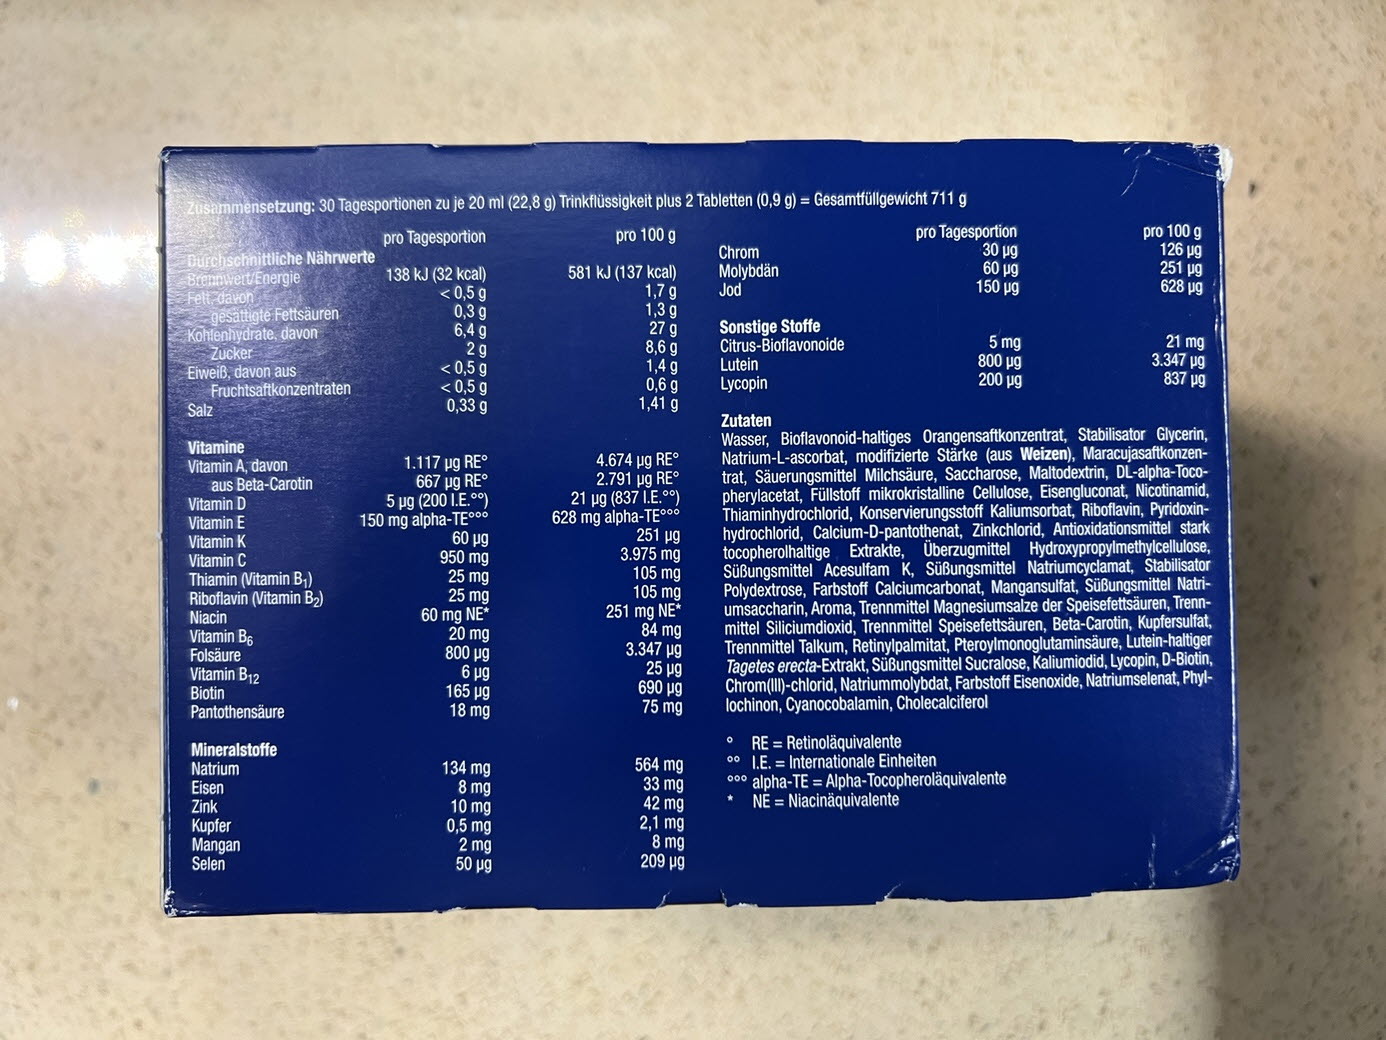 Zusammensetzung: 30 Tagesportionen zu je 20 ml (22,8 g) Trinkflüssigkeit plus 2 Tabletten (0,9 g) = Gesamtfüllgewicht 711 g
pro Tagesportion pro 100 g
Durchschnittliche Nährwerte
Brennwert/Energie 138 kJ (32 kcal) 581 kJ (137 kcal)
Fett, davon < 0,5 g 1,7 g
gesättigte Fettsäuren 0,3 g 1,3 g
Kohlenhydrate, davon 6,4 g 27 g
Zucker 2 g 8,6 g
Eiweiß, davon aus < 0,5 g 1,4 g
Fruchtsaftkonzentraten < 0,5 g 0,6 g
Salz 0,33 g 1,41 g
Vitamine
Vitamin A, davon 1.117 µg RE° 4.674 µg RE°
aus Beta-Carotin 667 µg RE° 2.791 µg RE°
Vitamin D 5 µg (200 I.E.°°) 21 µg (837 I.E.°°)
Vitamin E 150 mg alpha-TE°°° 628 mg alpha-TE°°°
Vitamin K 60 µg 251 µg
Vitamin C 950 mg 3.975 mg
Thiamin (Vitamin B₁) 25 mg 105 mg
Riboflavin (Vitamin B₂) 25 mg 105 mg
Niacin 60 mg NE* 251 mg NE*
Vitamin B₆ 20 mg 84 mg
Folsäure 800 µg 3.347 µg
Vitamin B₁₂ 6 µg 25 µg
Biotin 165 µg 690 µg
Pantothensäure 18 mg 75 mg
Mineralstoffe
Natrium 134 mg 564 mg
Eisen 8 mg 33 mg
Zink 10 mg 42 mg
Kupfer 0,5 mg 2,1 mg
Mangan 2 mg 8 mg
Selen 50 µg 209 µg
pro Tagesportion pro 100 g
Chrom 30 µg 126 µg
Molybdän 60 µg 251 µg
Jod 150 µg 628 µg
Sonstige Stoffe
Citrus-Bioflavonoide 5 mg 21 mg
Lutein 800 µg 3.347 µg
Lycopin 200 µg 837 µg
Zutaten
Wasser, Bioflavonoid-haltiges Orangensaftkonzentrat, Stabilisator Glycerin,
Natrium-L-ascorbat, modifizierte Stärke (aus Weizen), Maracujasaftkonzen-
trat, Säuerungsmittel Milchsäure, Saccharose, Maltodextrin, DL-alpha-Toco-
pherylacetat, Füllstoff mikrokristalline Cellulose, Eisengluconat, Nicotinamid,
Thiaminhydrochlorid, Konservierungsstoff Kaliumsorbat, Riboflavin, Pyridoxin-
hydrochlorid, Calcium-D-pantothenat, Zinkchlorid, Antioxidationsmittel stark
tocopherolhaltige Extrakte, Überzugmittel Hydroxypropylmethylcellulose,
Süßungsmittel Acesulfam K, Süßungsmittel Natriumcyclamat, Stabilisator
Polydextrose, Farbstoff Calciumcarbonat, Mangansulfat, Süßungsmittel Natri-
umsaccharin, Aroma, Trennmittel Magnesiumsalze der Speisefettsäuren, Trenn-
mittel Siliciumdioxid, Trennmittel Speisefettsäuren, Beta-Carotin, Kupfersulfat,
Trennmittel Talkum, Retinylpalmitat, Pteroylmonoglutaminsäure, Lutein-haltiger
Tagetes erecta-Extrakt, Süßungsmittel Sucralose, Kaliumiodid, Lycopin, D-Biotin,
Chrom(III)-chlorid, Natriummolybdat, Farbstoff Eisenoxide, Natriumselenat, Phyl-
lochinon, Cyanocobalamin, Cholecalciferol
° RE = Retinoläquivalente
°° I.E. = Internationale Einheiten
°°° alpha-TE = Alpha-Tocopheroläquivalente
* NE = Niacinäquivalente